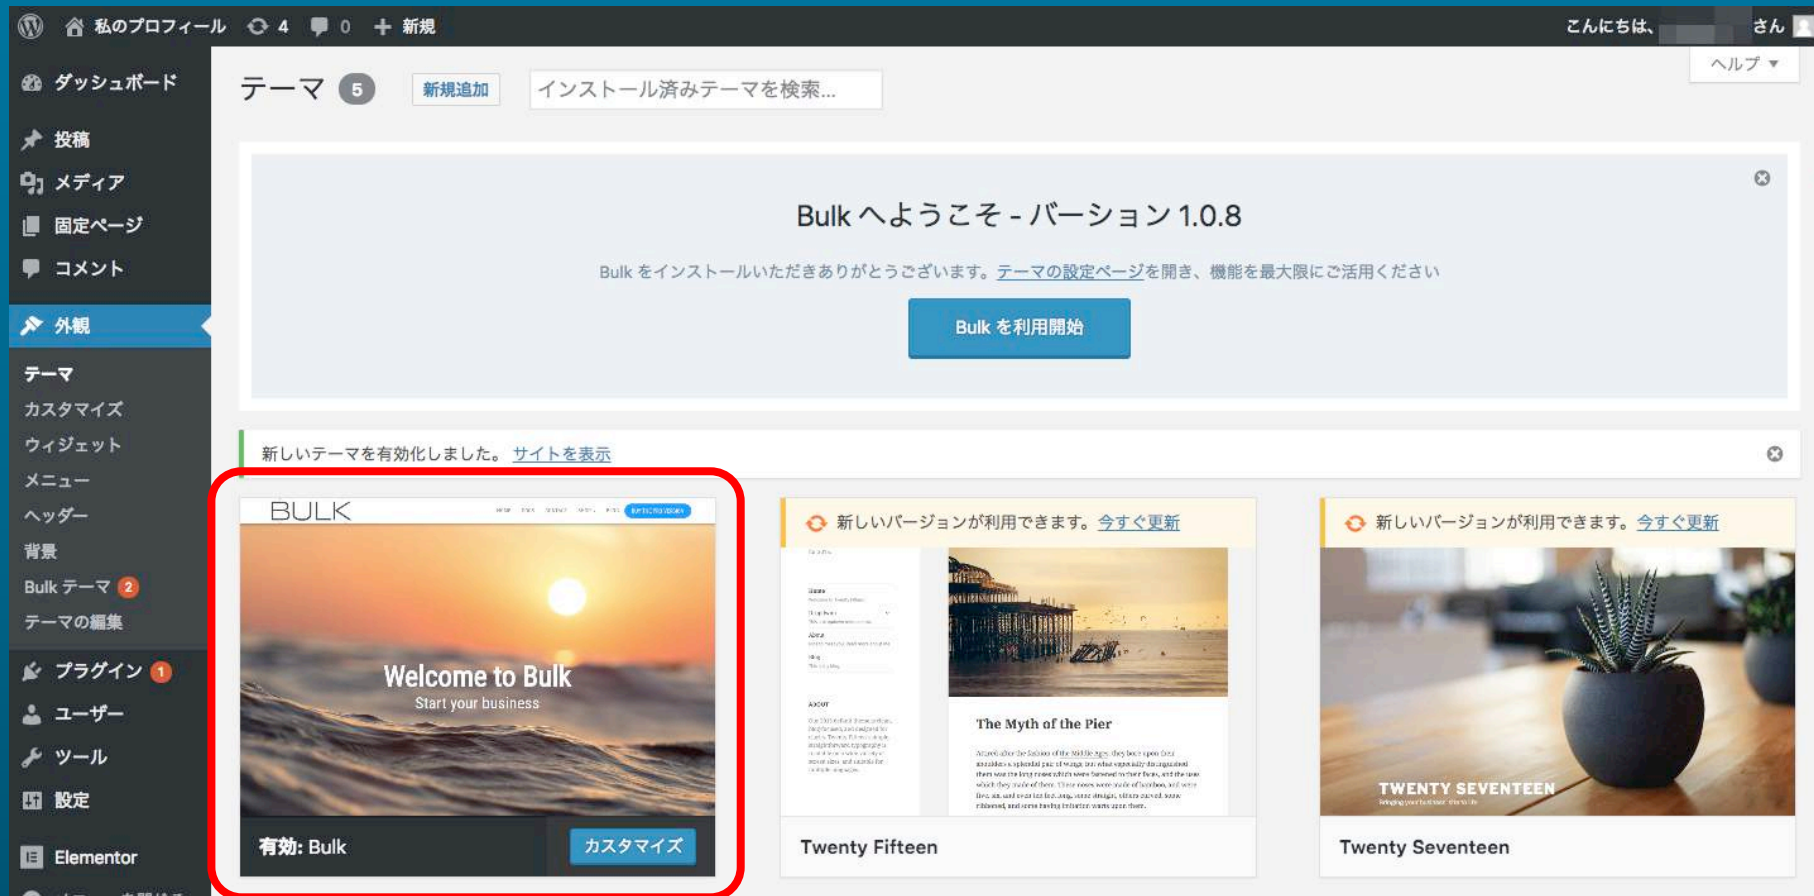 私のプロフィール 4 0 新規
こんにちは、 さん
ヘルプ
ダッシュボード
投稿
メディア
固定ページ
コメント
外観
テーマ
カスタマイズ
ウィジェット
メニュー
ヘッダー
背景
Bulk テーマ 2
テーマの編集
プラグイン 1
ユーザー
ツール
設定
Elementor
テーマ 5 新規追加 インストール済みテーマを検索...
Bulk へようこそ - バージョン 1.0.8
Bulk をインストールいただきありがとうございます。テーマの設定ページを開き、機能を最大限にご活用ください
Bulk を利用開始
新しいテーマを有効化しました。 サイトを表示
BULK
Welcome to Bulk
Start your business
有効: Bulk カスタマイズ
新しいバージョンが利用できます。今すぐ更新
ABOUT
The Myth of the Pier
Twenty Fifteen
新しいバージョンが利用できます。今すぐ更新
TWENTY SEVENTEEN
Twenty Seventeen